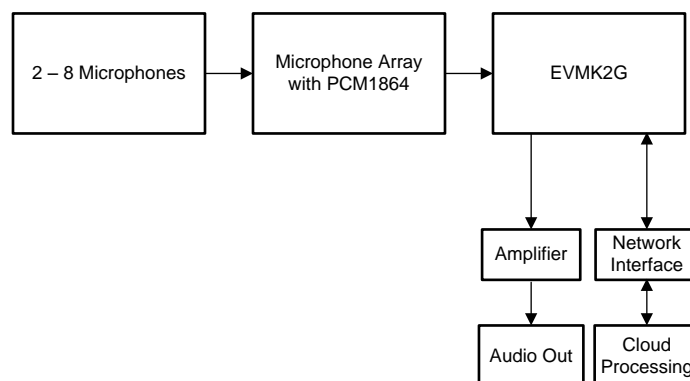 2 – 8 Microphones
Microphone Array
with PCM1864
EVMK2G
Amplifier
Network
Interface
Audio Out
Cloud
Processing